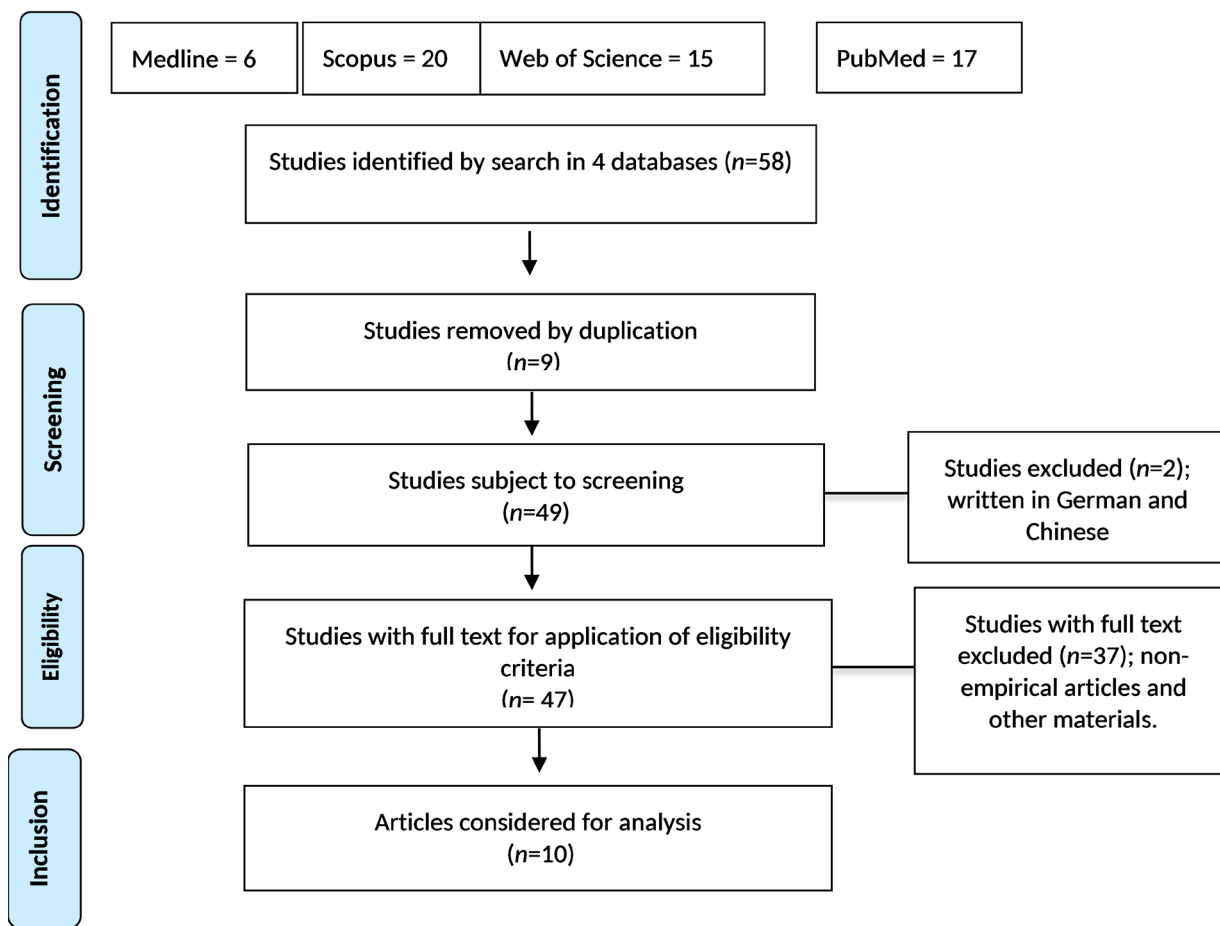 Identification
Medline = 6
Scopus = 20
Web of Science = 15
PubMed = 17
Studies identified by search in 4 databases (n=58)
Screening
Studies removed by duplication
(n=9)
Studies subject to screening
(n=49)
Studies excluded (n=2);
written in German and
Chinese
Eligibility
Studies with full text for application of eligibility
criteria
(n= 47)
Studies with full text
excluded (n=37); non-
empirical articles and
other materials.
Inclusion
Articles considered for analysis
(n=10)